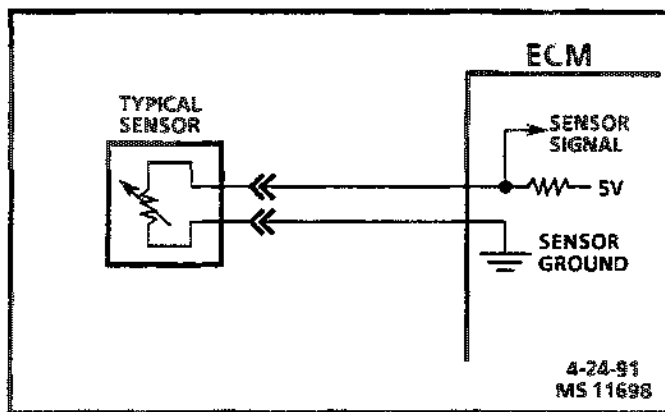 ECM
TYPICAL
SENSOR
SENSOR
SIGNAL
5V
SENSOR
GROUND
4-24-91
MS 11698